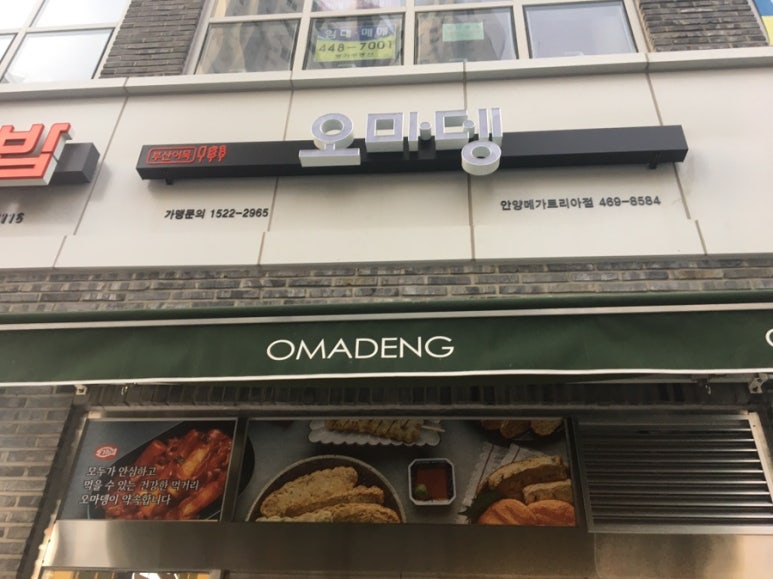 임대·매매
448-7001
밥
부산어묵
오마뎅
가맹문의 1522-2965
안양메가트리아점 469-8584
OMADENG
모두가 안심하고
먹을 수 있는 건강한 먹거리
오마뎅이 약속합니다